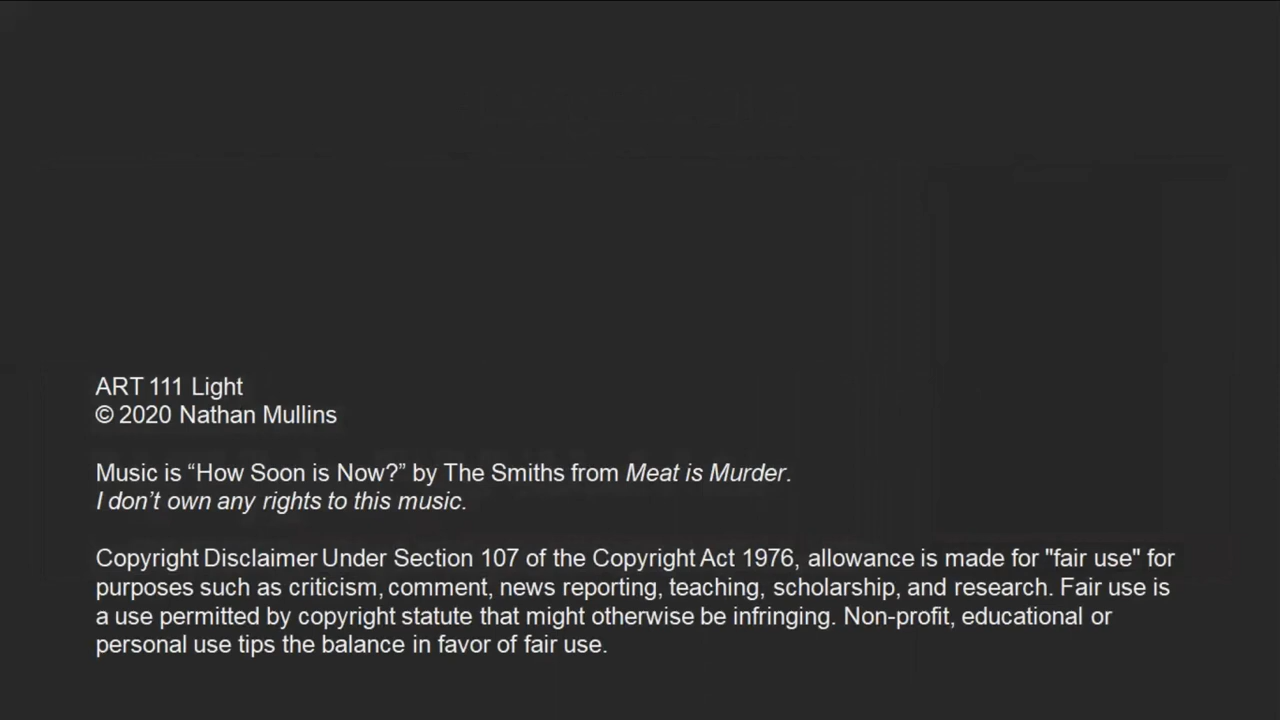 ART 111 Light
© 2020 Nathan Mullins
Music is “How Soon is Now?” by The Smiths from Meat is Murder.
I don’t own any rights to this music.
Copyright Disclaimer Under Section 107 of the Copyright Act 1976, allowance is made for "fair use" for
purposes such as criticism, comment, news reporting, teaching, scholarship, and research. Fair use is
a use permitted by copyright statute that might otherwise be infringing. Non-profit, educational or
personal use tips the balance in favor of fair use.